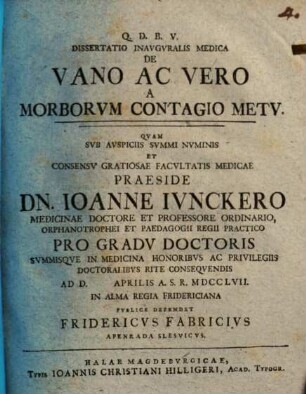 4.
Q. D. B. V.
DISSERTATIO INAVGVRALIS MEDICA
DE
VANO AC VERO
A
MORBORVM CONTAGIO METV.
QVAM
SVB AVSPICIIS SVMMI NVMINIS
ET
CONSENSV GRATIOSAE FACVLTATIS MEDICAE
PRAESIDE
DN. IOANNE IVNCKERO
MEDICINAE DOCTORE ET PROFESSORE ORDINARIO,
ORPHANOTROPHEI ET PAEDAGOGII REGII PRACTICO
PRO GRADV DOCTORIS
SVMMISQVE IN MEDICINA HONORIBVS AC PRIVILEGIIS
DOCTORALIBVS RITE CONSEQVENDIS
AD D. APRILIS A. S. R. MDCCLVII.
IN ALMA REGIA FRIDERICIANA
PVBLICE DEFENDET
FRIDERICVS FABRICIVS
APENRADA SLESVICVS.
HALAE MAGDEBVRGICAE,
TYPIS IOANNIS CHRISTIANI HILLIGERI, ACAD. TYPOGR.